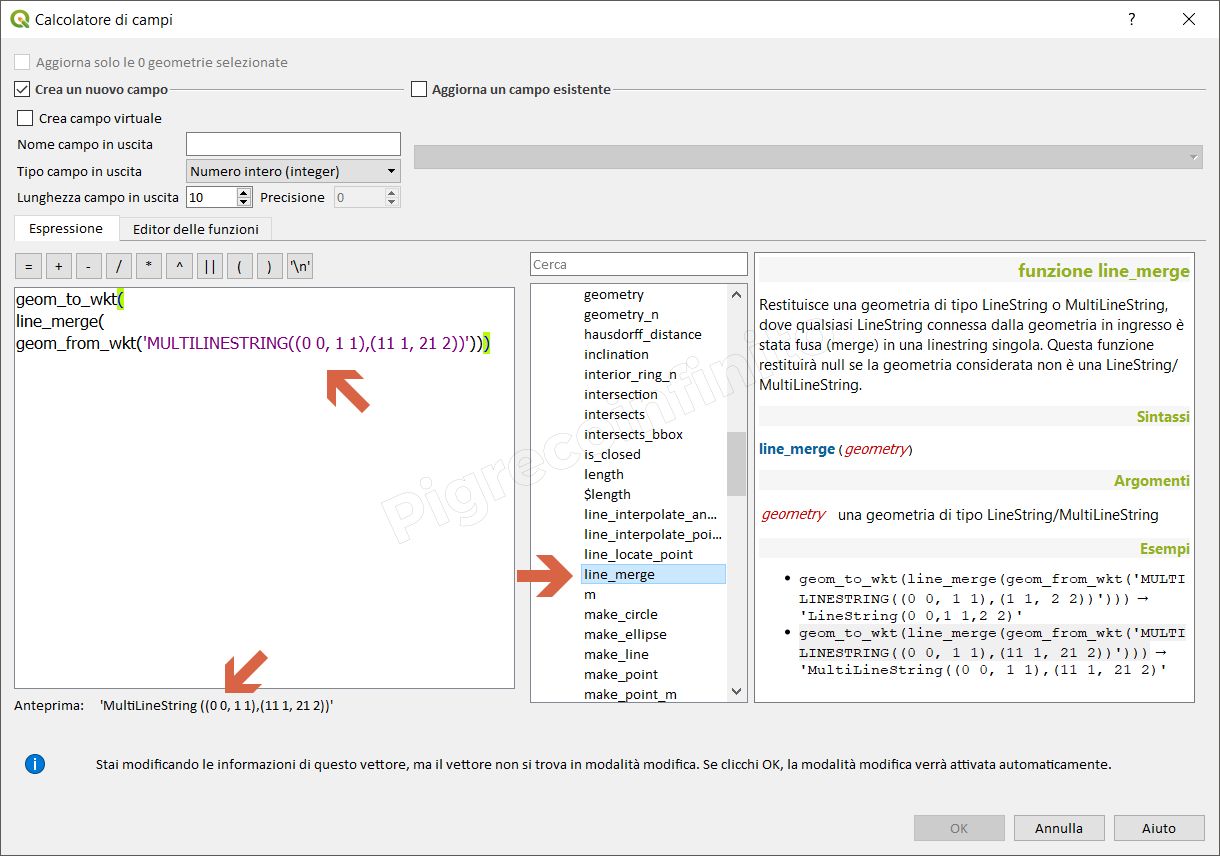 Calcolatore di campi
?
Aggiorna solo le 0 geometrie selezionate
Crea un nuovo campo
Aggiorna un campo esistente
Crea campo virtuale
Nome campo in uscita
Tipo campo in uscita
Numero intero (integer)
Lunghezza campo in uscita
10
Precisione
0
Espressione
Editor delle funzioni
=
+
-
/
*
^
||
(
)
'\n'
geom_to_wkt(
line_merge(
geom_from_wkt('MULTILINESTRING((0 0, 1 1),(11 1, 21 2))')))
Anteprima:
'MultiLineString ((0 0, 1 1),(11 1, 21 2))'
Cerca
geometry
geometry_n
hausdorff_distance
inclination
interior_ring_n
intersection
intersects
intersects_bbox
is_closed
length
$length
line_interpolate_an...
line_interpolate_poi...
line_locate_point
line_merge
m
make_circle
make_ellipse
make_line
make_point
make_point_m
funzione line_merge
Restituisce una geometria di tipo LineString o MultiLineString,
dove qualsiasi LineString connessa dalla geometria in ingresso è
stata fusa (merge) in una linestring singola. Questa funzione
restituirà null se la geometria considerata non è una LineString/
MultiLineString.
Sintassi
line_merge (geometry)
Argomenti
geometry una geometria di tipo LineString/MultiLineString
Esempi
• geom_to_wkt(line_merge(geom_from_wkt('MULTI
LINESTRING((0 0, 1 1),(1 1, 2 2))'))) →
'LineString(0 0,1 1,2 2)'
• geom_to_wkt(line_merge(geom_from_wkt('MULTI
LINESTRING((0 0, 1 1),(11 1, 21 2))'))) →
'MultiLineString((0 0, 1 1),(11 1, 21 2)'
Pigrecoinfinito
i
Stai modificando le informazioni di questo vettore, ma il vettore non si trova in modalità modifica. Se clicchi OK, la modalità modifica verrà attivata automaticamente.
OK
Annulla
Aiuto